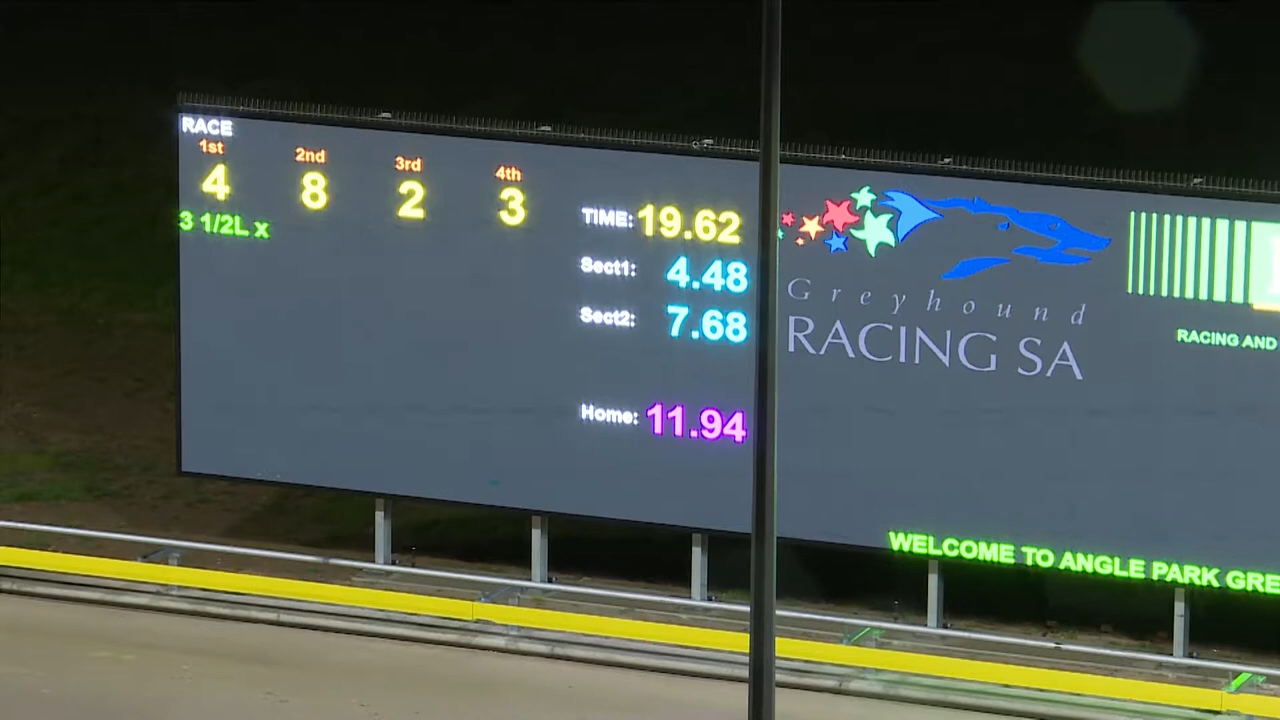 RACE
1st 2nd 3rd 4th
4 8 2 3
3 1/2L x
TIME: 19.62
Sect1: 4.48
Sect2: 7.68
Home: 11.94
Greyhound
RACING SA
RACING AND
WELCOME TO ANGLE PARK GRE